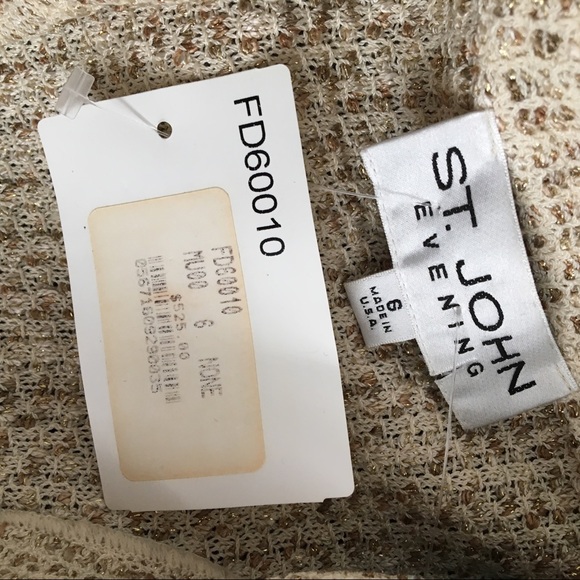 FD60010
FD60010
MU00 6 NONE
$525.00
ST. JOHN
EVENING
6
MADE IN
U.S.A.